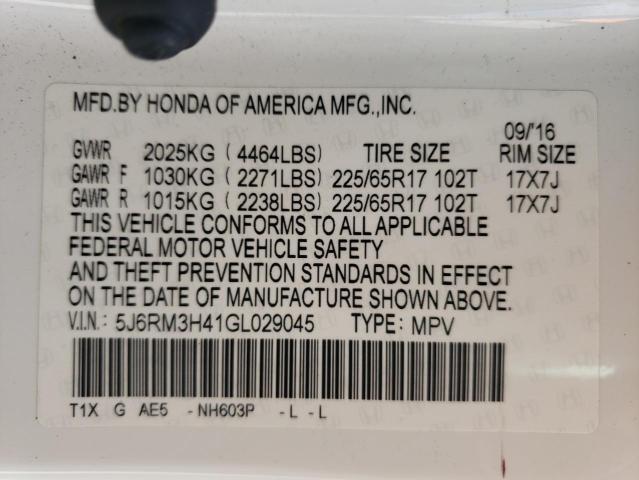 MFD.BY HONDA OF AMERICA MFG.,INC.
09/16
GVWR 2025KG (4464LBS) TIRE SIZE RIM SIZE
GAWR F 1030KG (2271LBS) 225/65R17 102T 17X7J
GAWR R 1015KG (2238LBS) 225/65R17 102T 17X7J
THIS VEHICLE CONFORMS TO ALL APPLICABLE
FEDERAL MOTOR VEHICLE SAFETY
AND THEFT PREVENTION STANDARDS IN EFFECT
ON THE DATE OF MANUFACTURE SHOWN ABOVE.
V.I.N.: 5J6RM3H41GL029045 TYPE: MPV
T1X G AE5 -NH603P -L -L